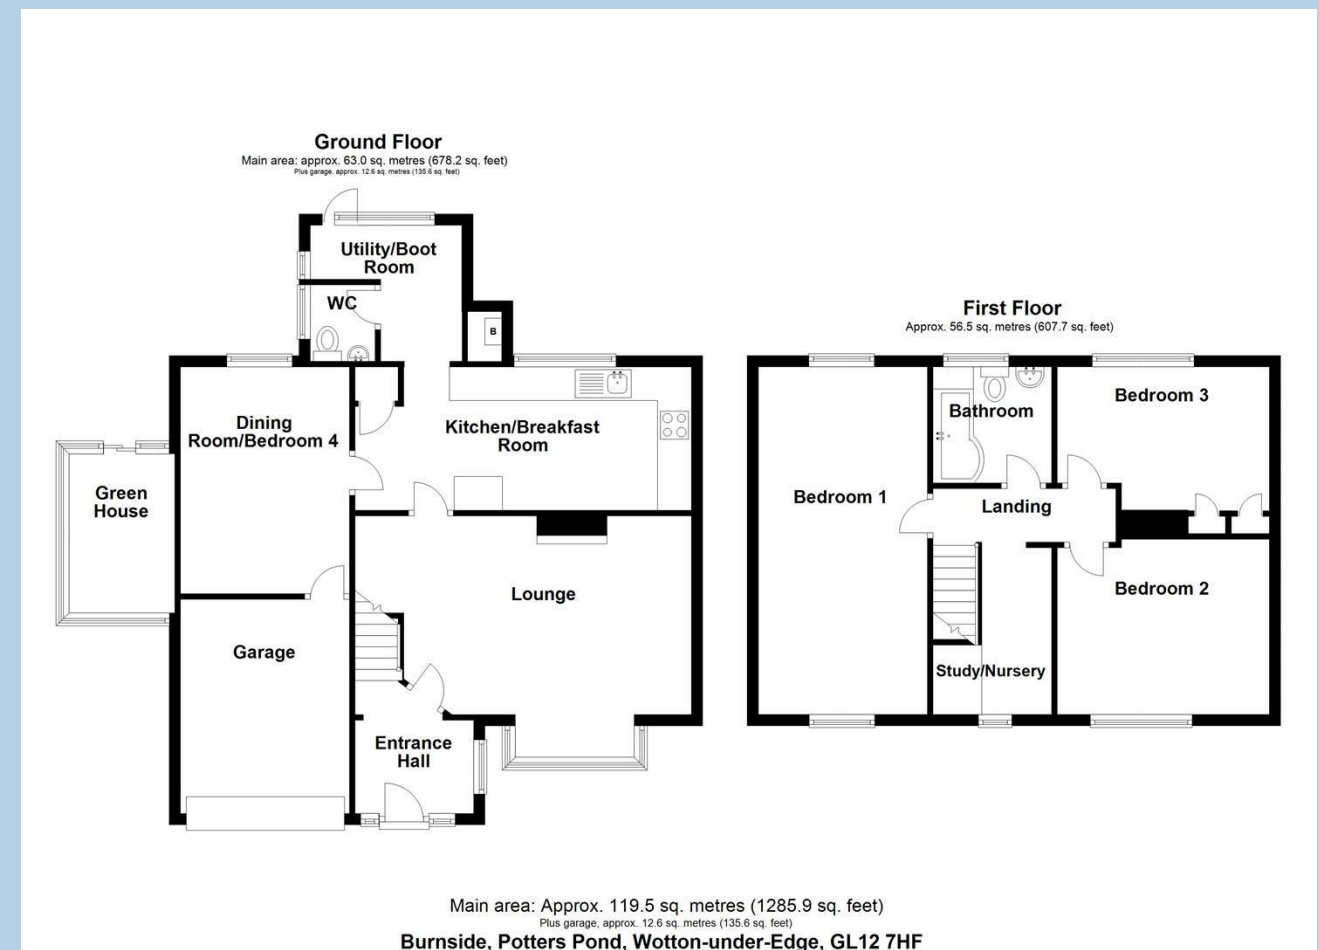 Ground Floor
Main area: approx. 63.0 sq. metres (678.2 sq. feet)
Plus garage, approx. 12.6 sq. metres (135.6 sq. feet)
Utility/Boot
Room
WC
B
Dining
Room/Bedroom 4
Kitchen/Breakfast
Room
Green
House
Lounge
Garage
Entrance
Hall
First Floor
Approx. 56.5 sq. metres (607.7 sq. feet)
Bathroom
Bedroom 3
Bedroom 1
Landing
Bedroom 2
Study/Nursery
Main area: Approx. 119.5 sq. metres (1285.9 sq. feet)
Plus garage, approx. 12.6 sq. metres (135.6 sq. feet)
Burnside, Potters Pond, Wotton-under-Edge, GL12 7HF